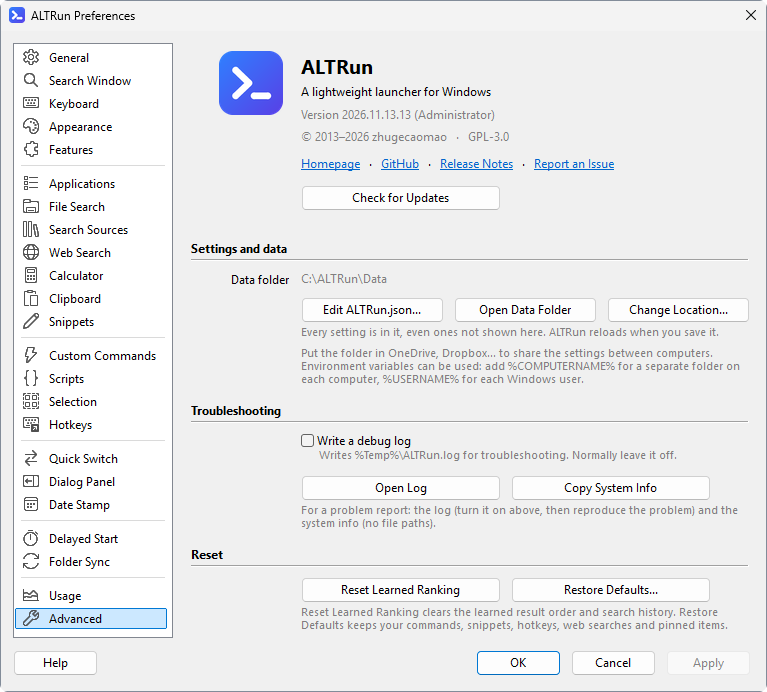 ALTRun Preferences
General
Search Window
Keyboard
Appearance
Features
Applications
File Search
Search Sources
Web Search
Calculator
Clipboard
Snippets
Custom Commands
Scripts
Selection
Hotkeys
Quick Switch
Dialog Panel
Date Stamp
Delayed Start
Folder Sync
Usage
Advanced
ALTRun
A lightweight launcher for Windows
Version 2026.11.13.13 (Administrator)
© 2013–2026 zhugecaomao · GPL-3.0
Homepage · GitHub · Release Notes · Report an Issue
Check for Updates
Settings and data
Data folder C:\ALTRun\Data
Edit ALTRun.json... Open Data Folder Change Location...
Every setting is in it, even ones not shown here. ALTRun reloads when you save it.
Put the folder in OneDrive, Dropbox... to share the settings between computers.
Environment variables can be used: add %COMPUTERNAME% for a separate folder on
each computer, %USERNAME% for each Windows user.
Troubleshooting
Write a debug log
Writes %Temp%\ALTRun.log for troubleshooting. Normally leave it off.
Open Log Copy System Info
For a problem report: the log (turn it on above, then reproduce the problem) and the
system info (no file paths).
Reset
Reset Learned Ranking Restore Defaults...
Reset Learned Ranking clears the learned result order and search history. Restore
Defaults keeps your commands, snippets, hotkeys, web searches and pinned items.
Help OK Cancel Apply